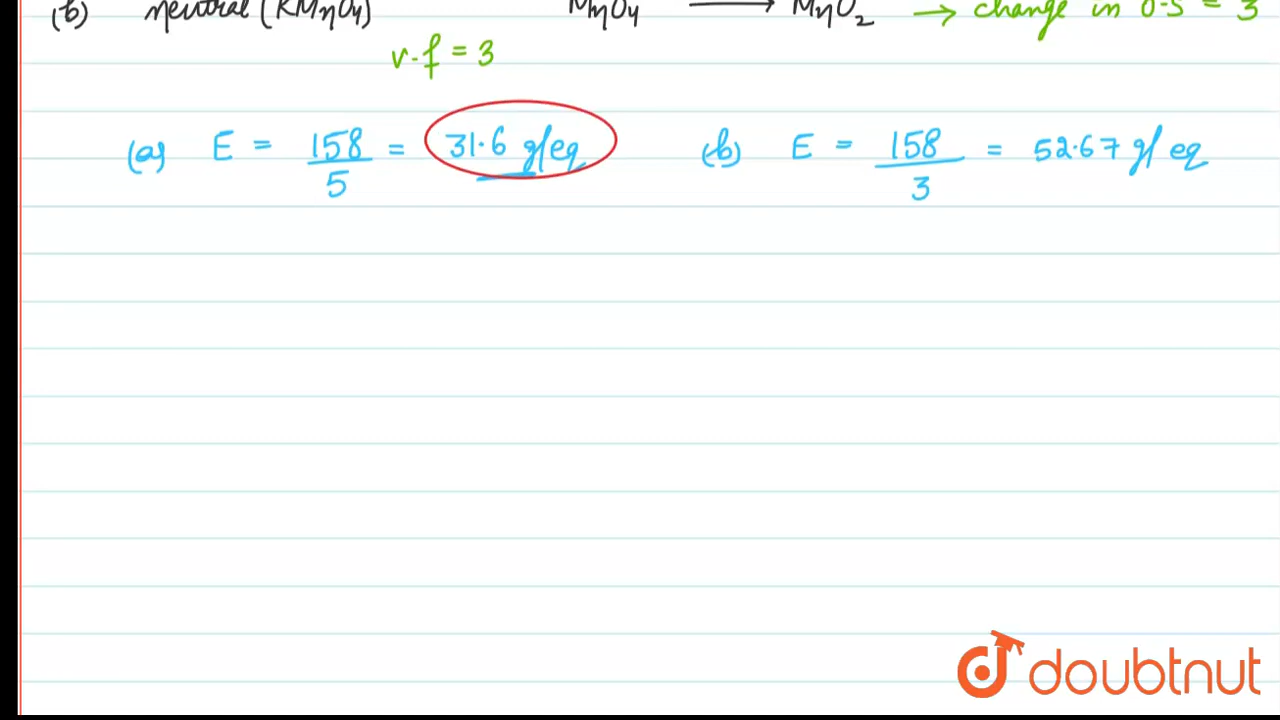 (b) neutral (KMnO4) MnO4 ⟶ MnO2 → change in O.S = 3
v.f = 3
(a) E = 158/5 = 31.6 g/eq (b) E = 158/3 = 52.67 g/eq
doubtnut